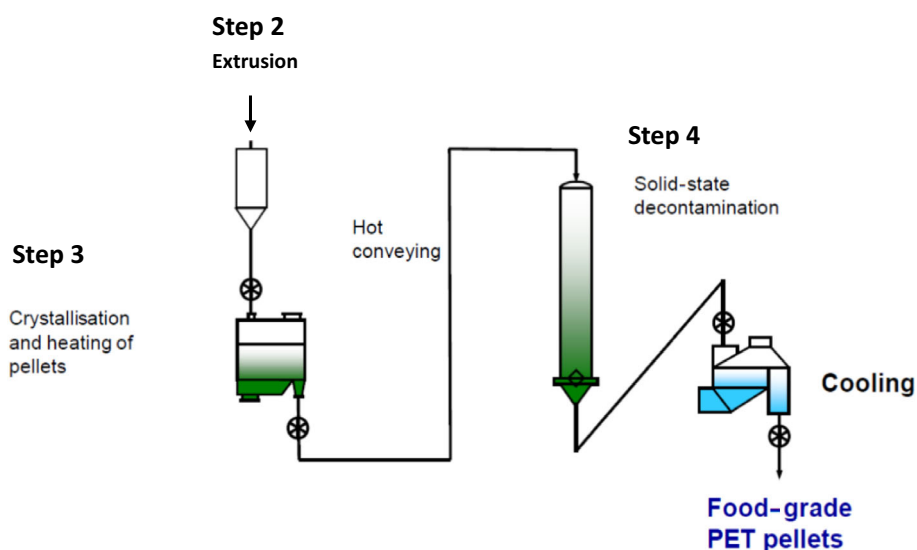 Step 2
Extrusion
Step 3
Crystallisation
and heating of
pellets
Hot
conveying
Step 4
Solid-state
decontamination
Cooling
Food-grade
PET pellets